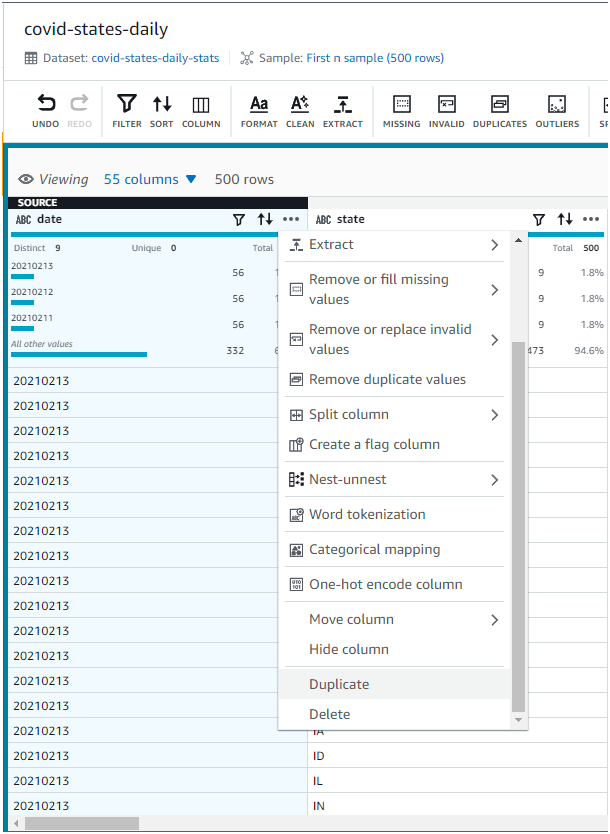 covid-states-daily
Dataset: covid-states-daily-stats Sample: First n sample (500 rows)
UNDO REDO FILTER SORT COLUMN FORMAT CLEAN EXTRACT MISSING INVALID DUPLICATES OUTLIERS
Viewing 55 columns 500 rows
SOURCE
ABC date ABC state
Distinct 9 Unique 0 Total Total 500
20210213 56 9 1.8%
20210212 56 9 1.8%
20210211 56 9 1.8%
All other values 332 473 94.6%
Extract
Remove or fill missing
values
Remove or replace invalid
values
Remove duplicate values
Split column
Create a flag column
Nest-unnest
Word tokenization
Categorical mapping
One-hot encode column
Move column
Hide column
Duplicate
Delete
20210213
20210213
20210213
20210213
20210213
20210213
20210213
20210213
20210213
20210213
20210213
20210213
20210213
20210213
20210213 IA
20210213 ID
20210213 IL
20210213 IN